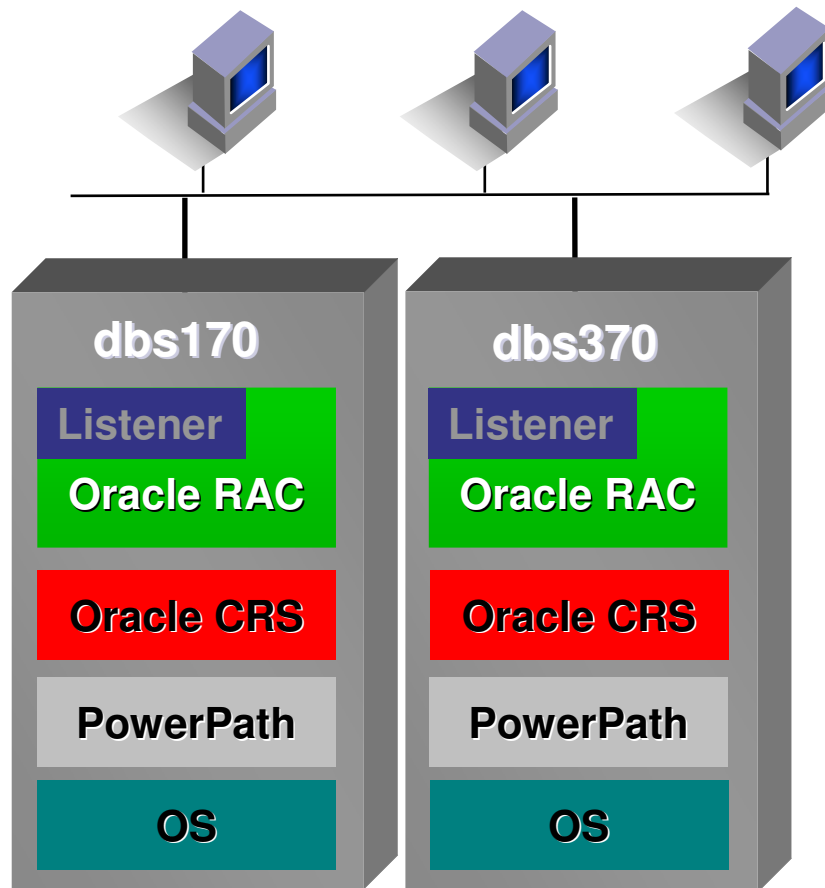 dbs170
Listener
Oracle RAC
Oracle CRS
PowerPath
OS
dbs370
Listener
Oracle RAC
Oracle CRS
PowerPath
OS